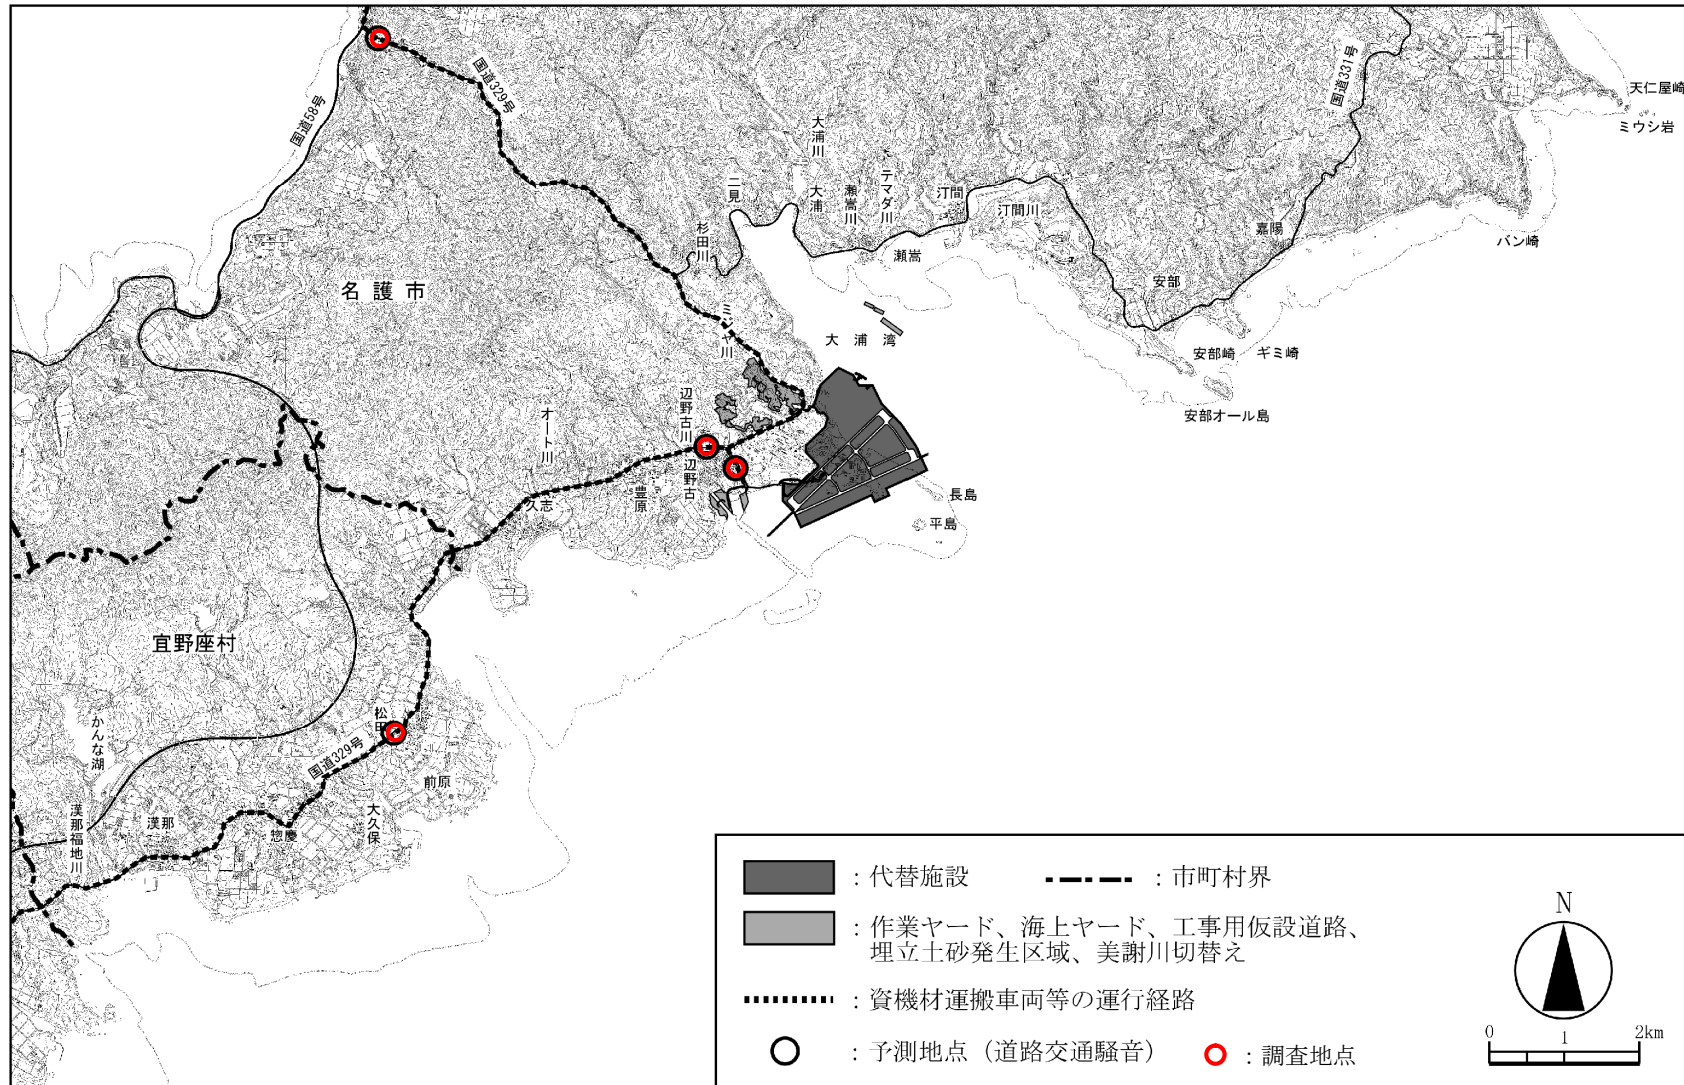 国道58号
国道329号
国道331号
天仁屋崎
ミウシ岩
バン崎
大浦川
大浦
瀬嵩川
テマダ川
汀間
汀間川
嘉陽
二見
杉田川
瀬嵩
安部
名護市
ミジャ川
大浦湾
安部崎
ギミ崎
安部オール島
辺野古川
辺野古
オートト川
久志
豊原
長島
平島
宜野座村
かんな湖
松田
国道329号
前原
大久保
漢那福地川
漢那
惣慶
：代替施設
：市町村界
：作業ヤード、海上ヤード、工事用仮設道路、
埋立土砂発生区域、美謝川切替え
：資機材運搬車両等の運行経路
：予測地点（道路交通騒音）
：調査地点
N
0 1 2km